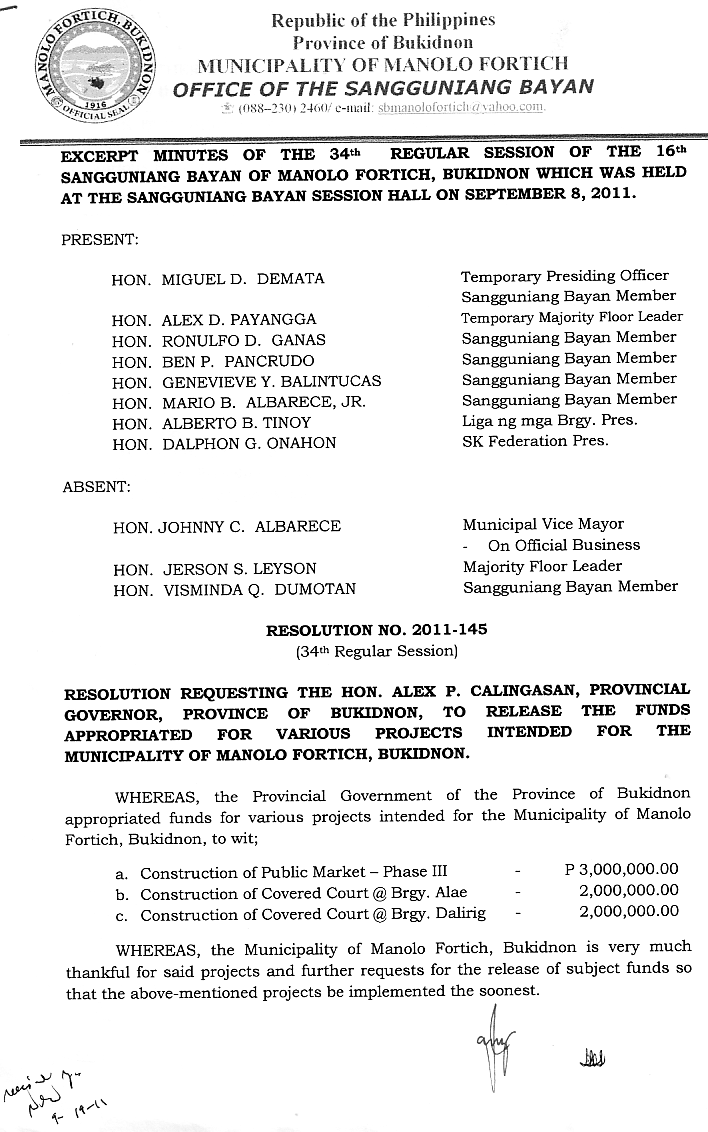 MANOLO FORTICH, BUKIDNON
1916
OFFICIAL SEAL
Republic of the Philippines
Province of Bukidnon
MUNICIPALITY OF MANOLO FORTICH
OFFICE OF THE SANGGUNIANG BAYAN
(088–230) 2460/ e-mail: sbmanolofortich@yahoo.com.
EXCERPT MINUTES OF THE 34th REGULAR SESSION OF THE 16th
SANGGUNIANG BAYAN OF MANOLO FORTICH, BUKIDNON WHICH WAS HELD
AT THE SANGGUNIANG BAYAN SESSION HALL ON SEPTEMBER 8, 2011.
PRESENT:
HON. MIGUEL D. DEMATA Temporary Presiding Officer
Sangguniang Bayan Member
HON. ALEX D. PAYANGGA Temporary Majority Floor Leader
HON. RONULFO D. GANAS Sangguniang Bayan Member
HON. BEN P. PANCRUDO Sangguniang Bayan Member
HON. GENEVIEVE Y. BALINTUCAS Sangguniang Bayan Member
HON. MARIO B. ALBARECE, JR. Sangguniang Bayan Member
HON. ALBERTO B. TINOY Liga ng mga Brgy. Pres.
HON. DALPHON G. ONAHON SK Federation Pres.
ABSENT:
HON. JOHNNY C. ALBARECE Municipal Vice Mayor
- On Official Business
HON. JERSON S. LEYSON Majority Floor Leader
HON. VISMINDA Q. DUMOTAN Sangguniang Bayan Member
RESOLUTION NO. 2011-145
(34th Regular Session)
RESOLUTION REQUESTING THE HON. ALEX P. CALINGASAN, PROVINCIAL
GOVERNOR, PROVINCE OF BUKIDNON, TO RELEASE THE FUNDS
APPROPRIATED FOR VARIOUS PROJECTS INTENDED FOR THE
MUNICIPALITY OF MANOLO FORTICH, BUKIDNON.
WHEREAS, the Provincial Government of the Province of Bukidnon
appropriated funds for various projects intended for the Municipality of Manolo
Fortich, Bukidnon, to wit;
a. Construction of Public Market – Phase III - P 3,000,000.00
b. Construction of Covered Court @ Brgy. Alae - 2,000,000.00
c. Construction of Covered Court @ Brgy. Dalirig - 2,000,000.00
WHEREAS, the Municipality of Manolo Fortich, Bukidnon is very much
thankful for said projects and further requests for the release of subject funds so
that the above-mentioned projects be implemented the soonest.
9-19-11